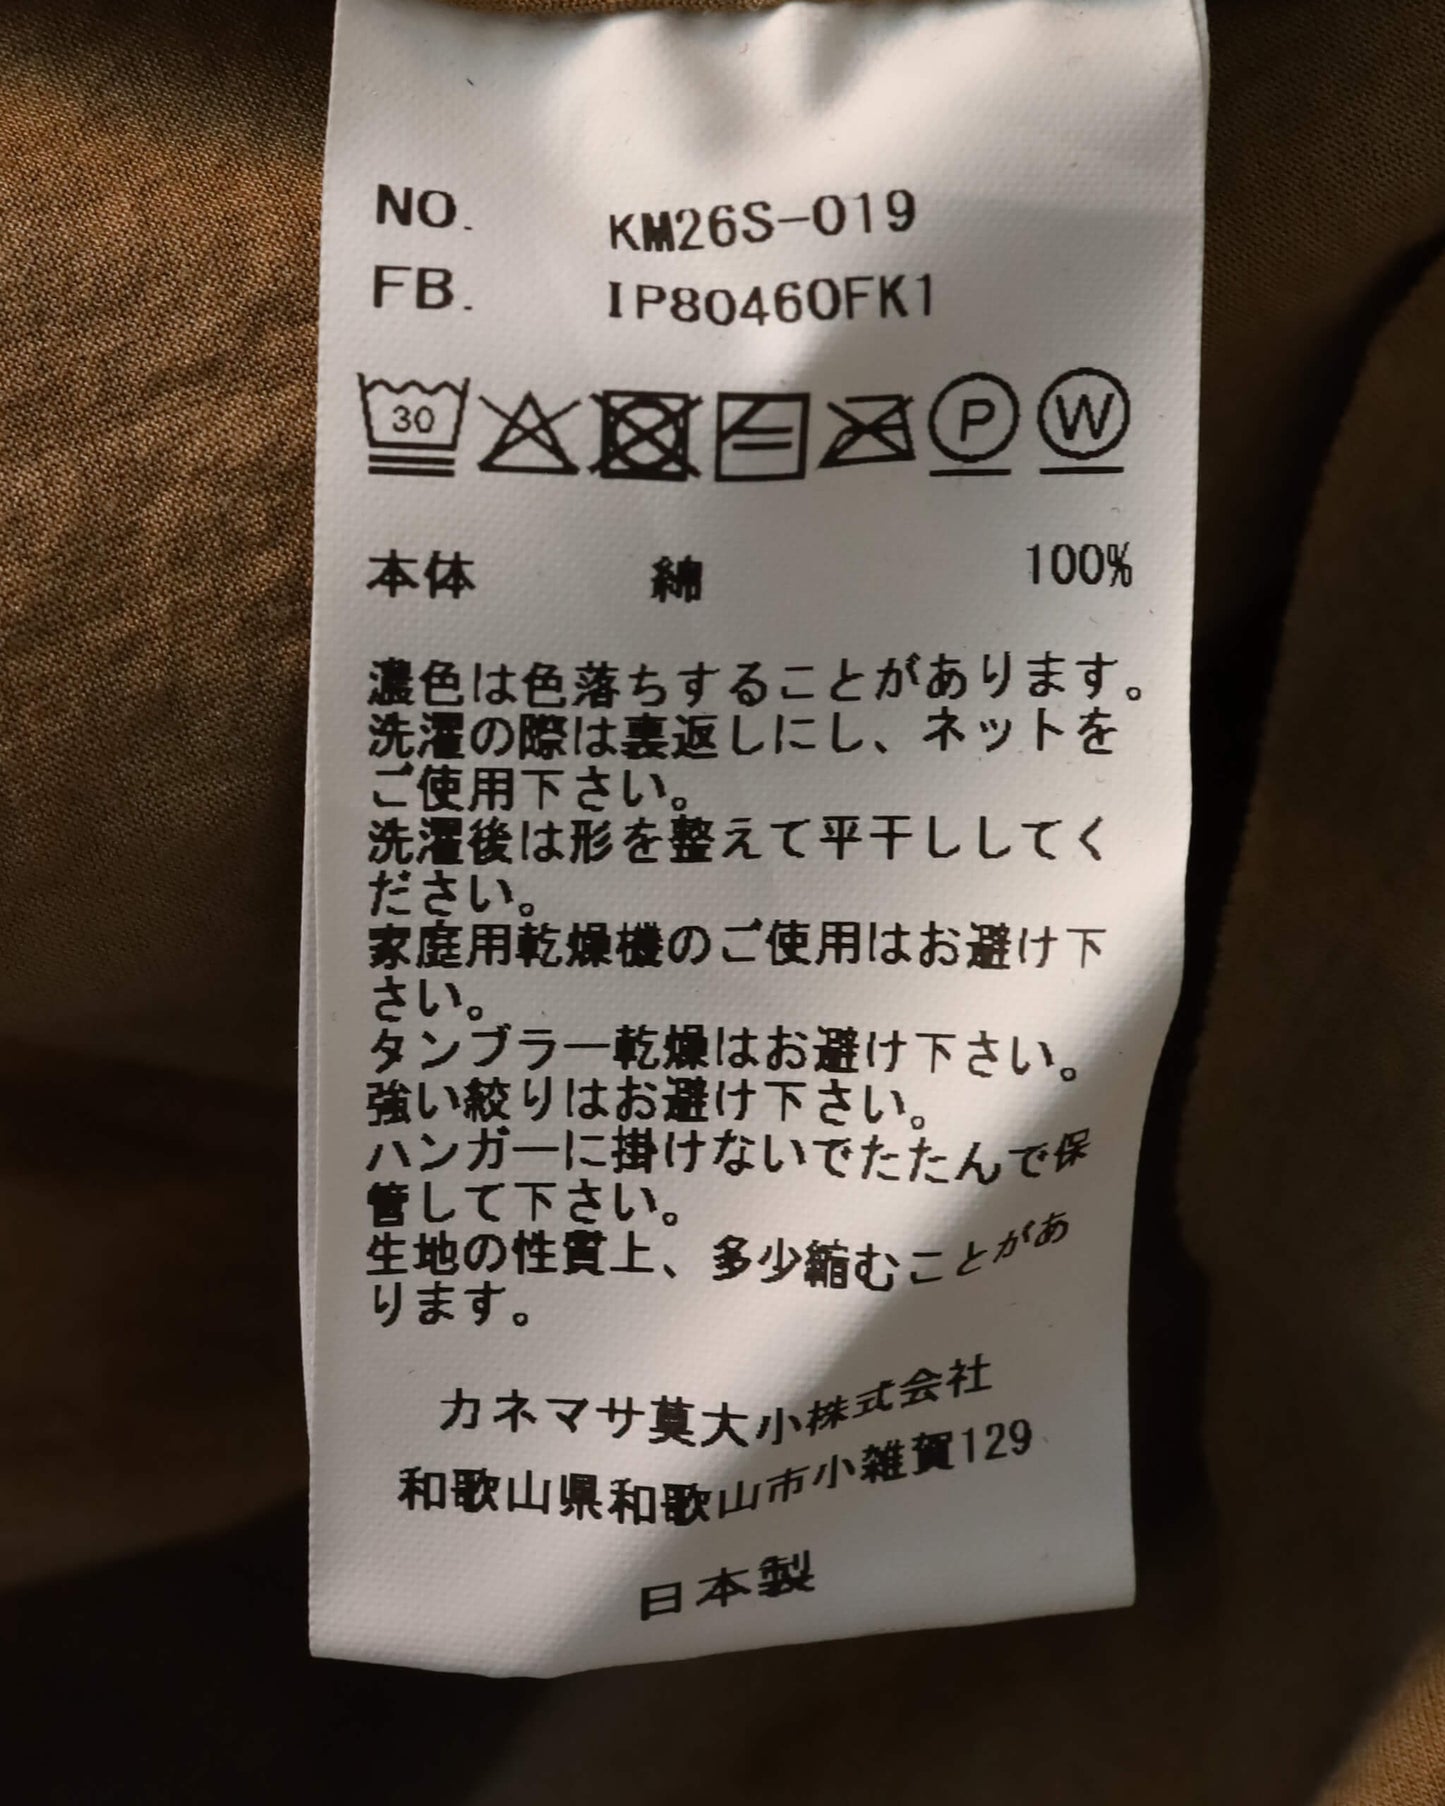 NO. KM26S-019
FB. IP80460FK1
30 P W
本体 綿 100%
濃色は色落ちすることがあります。
洗濯の際は裏返しにし、ネットを
ご使用下さい。
洗濯後は形を整えて平干ししてく
ださい。
家庭用乾燥機のご使用はお避け下
さい。
タンブラー乾燥はお避け下さい。
強い絞りはお避け下さい。
ハンガーに掛けないでたたんで保
管して下さい。
生地の性質上、多少縮むことがあ
ります。
カネマサ莫大小株式会社
和歌山県和歌山市小雑賀129
日本製